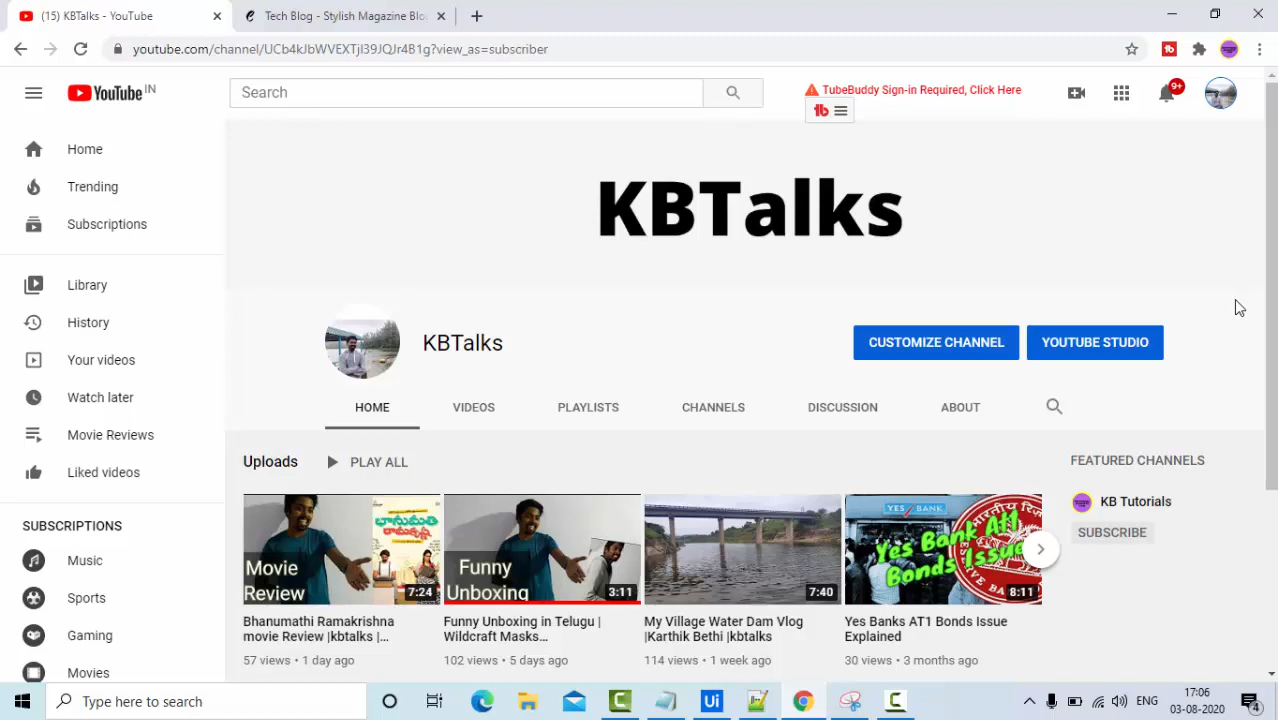 (15) KBTalks - YouTube
Tech Blog - Stylish Magazine Blog
youtube.com/channel/UCb4kJbWVEXTjI39JQJr4B1g?view_as=subscriber
YouTube IN
Search
TubeBuddy Sign-in Required, Click Here
9+
Home
Trending
Subscriptions
Library
History
Your videos
Watch later
Movie Reviews
Liked videos
SUBSCRIPTIONS
Music
Sports
Gaming
Movies
KBTalks
KBTalks
CUSTOMIZE CHANNEL
YOUTUBE STUDIO
HOME VIDEOS PLAYLISTS CHANNELS DISCUSSION ABOUT
Uploads PLAY ALL
FEATURED CHANNELS
KB Tutorials
SUBSCRIBE
Movie
Review
భానుమతి
రామకృష్ణ
7:24
Funny
Unboxing
3:11
7:40
YES BANK
Yes Bank AT1
Bonds Issue
8:11
Bhanumathi Ramakrishna
movie Review |kbtalks |...
57 views • 1 day ago
Funny Unboxing in Telugu |
Wildcraft Masks...
102 views • 5 days ago
My Village Water Dam Vlog
|Karthik Bethi |kbtalks
114 views • 1 week ago
Yes Banks AT1 Bonds Issue
Explained
30 views • 3 months ago
Type here to search
Ui
ENG
17:06
03-08-2020
4